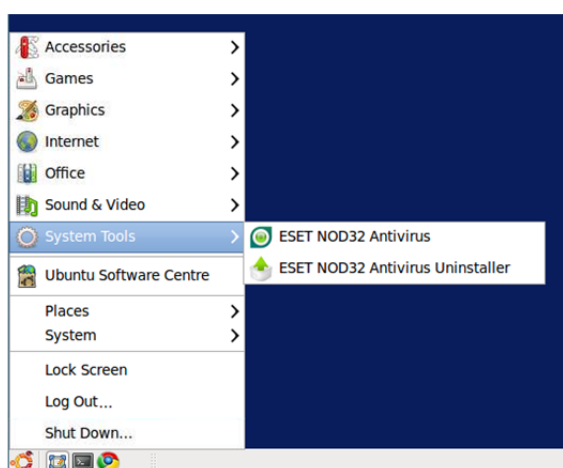 Accessories
Games
Graphics
Internet
Office
Sound & Video
System Tools
ESET NOD32 Antivirus
ESET NOD32 Antivirus Uninstaller
Ubuntu Software Centre
Places
System
Lock Screen
Log Out...
Shut Down...